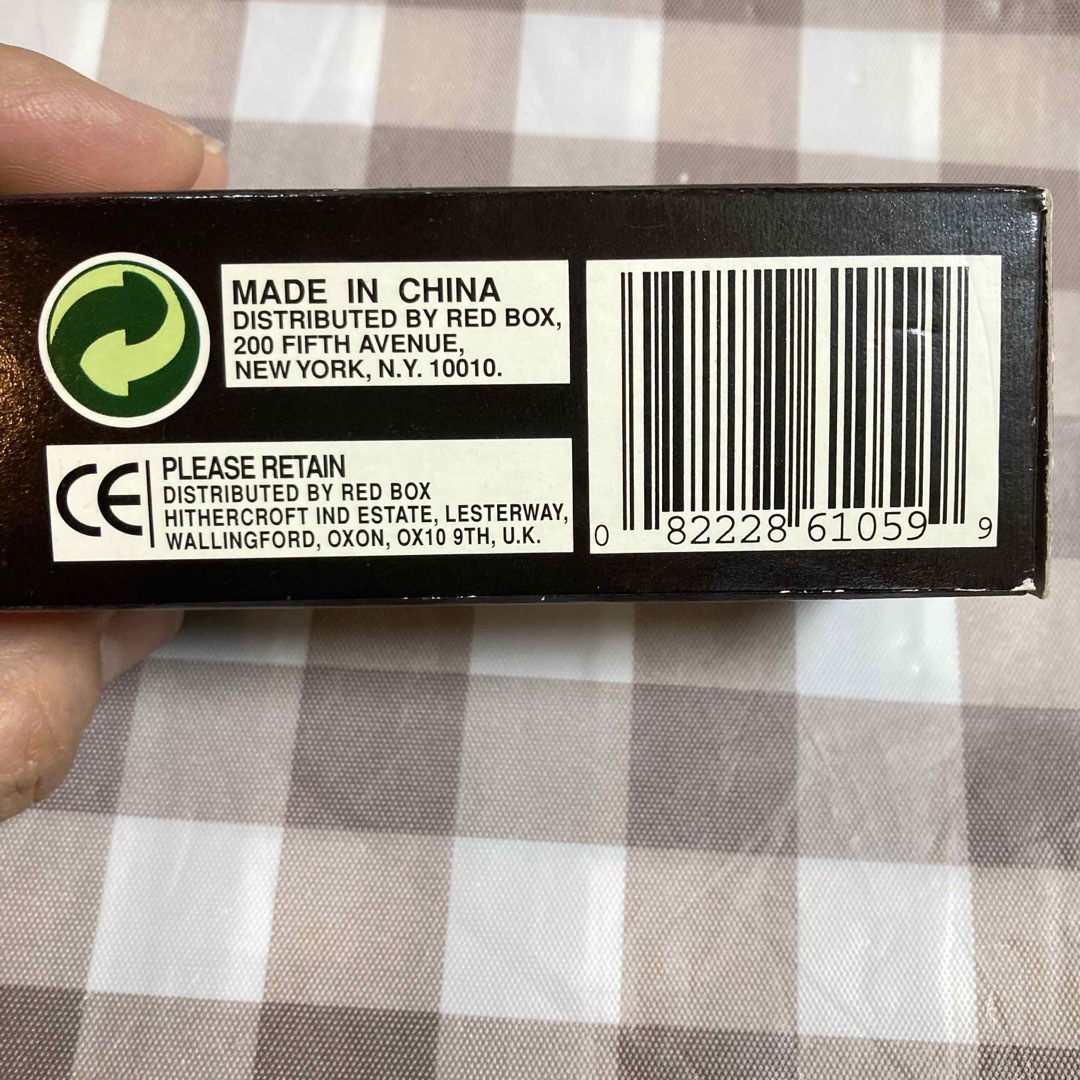 MADE IN CHINA
DISTRIBUTED BY RED BOX,
200 FIFTH AVENUE,
NEW YORK, N.Y. 10010.
CE
PLEASE RETAIN
DISTRIBUTED BY RED BOX
HITHERCROFT IND ESTATE, LESTERWAY,
WALLINGFORD, OXON, OX10 9TH, U.K.
0 82228 61059 9